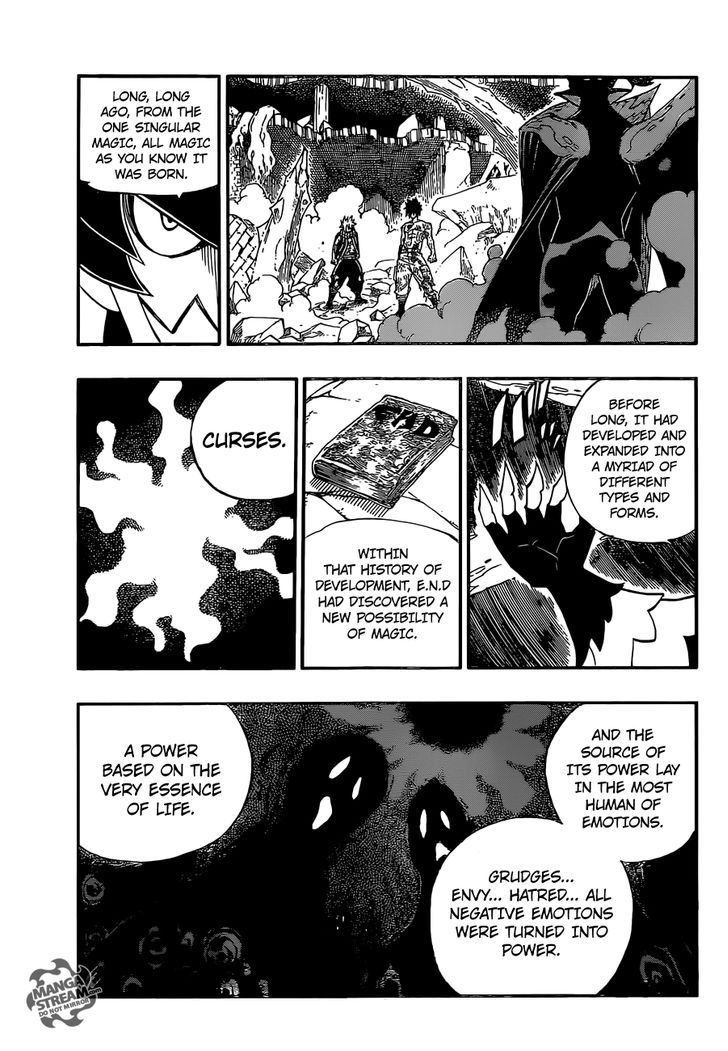 LONG, LONG
AGO, FROM THE
ONE SINGULAR
MAGIC, ALL MAGIC
AS YOU KNOW IT
WAS BORN.
BEFORE
LONG, IT HAD
DEVELOPED AND
EXPANDED INTO
A MYRIAD OF
DIFFERENT
TYPES AND
FORMS.
E.N.D
WITHIN
THAT HISTORY OF
DEVELOPMENT, E.N.D
HAD DISCOVERED A
NEW POSSIBILITY
OF MAGIC.
CURSES.
AND THE
SOURCE OF
ITS POWER LAY
IN THE MOST
HUMAN OF
EMOTIONS.
GRUDGES...
ENVY... HATRED... ALL
NEGATIVE EMOTIONS
WERE TURNED INTO
POWER.
A POWER
BASED ON THE
VERY ESSENCE
OF LIFE.
MANGA
STREAM.com
DO NOT MIRROR